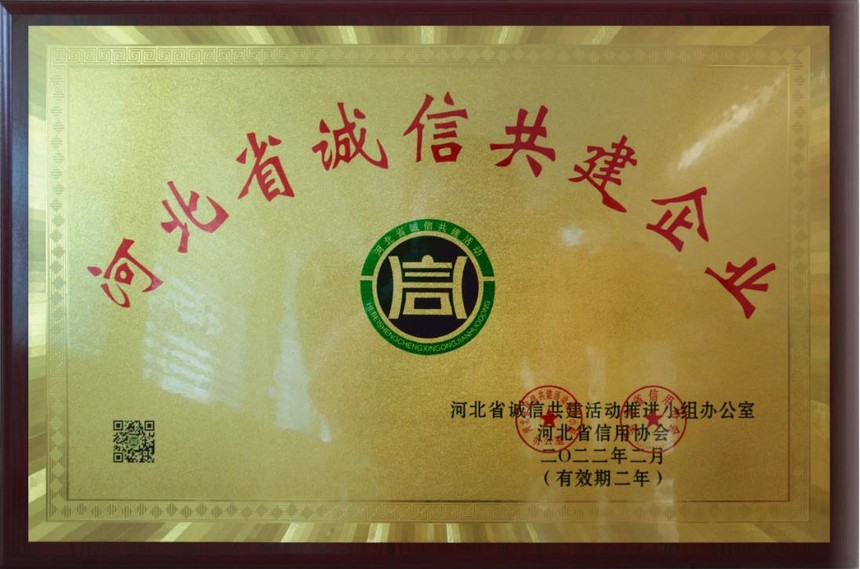 河北省诚信共建企业
河北省诚信共建活动
信
HEBEISHENGCHENGXINGONGJIANHUODONG
河北省诚信共建活动推进小组办公室
河北省信用协会
二〇二二年二月
（有效期二年）